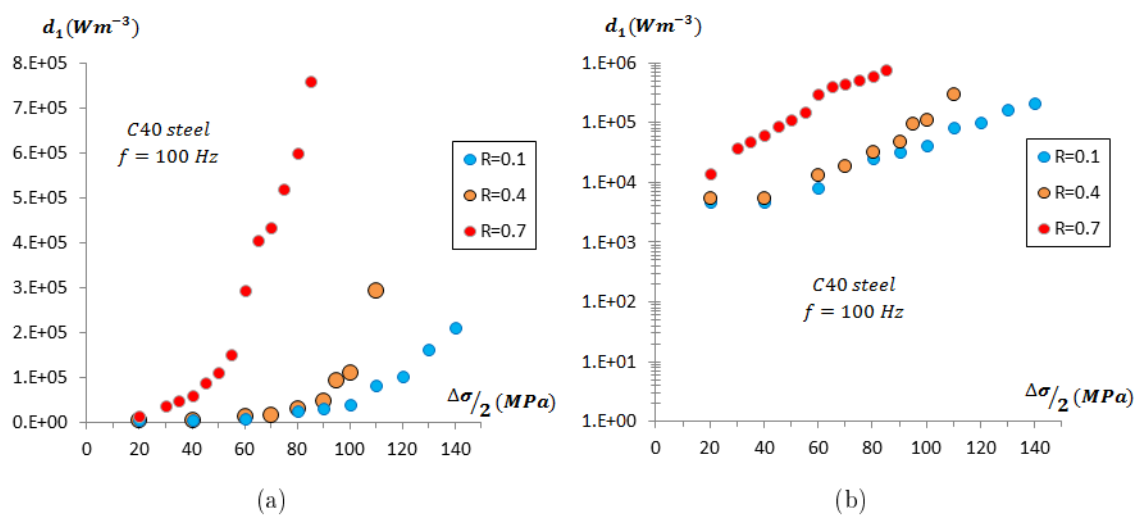 d₁(Wm⁻³)
8.E+05
7.E+05
6.E+05
5.E+05
4.E+05
3.E+05
2.E+05
1.E+05
0.E+00
C40 steel
f = 100 Hz
R=0.1
R=0.4
R=0.7
Δσ/2 (MPa)
0 20 40 60 80 100 120 140
(a)
d₁(Wm⁻³)
1.E+06
1.E+05
1.E+04
1.E+03
1.E+02
1.E+01
1.E+00
R=0.1
R=0.4
R=0.7
C40 steel
f = 100 Hz
Δσ/2 (MPa)
0 20 40 60 80 100 120 140
(b)